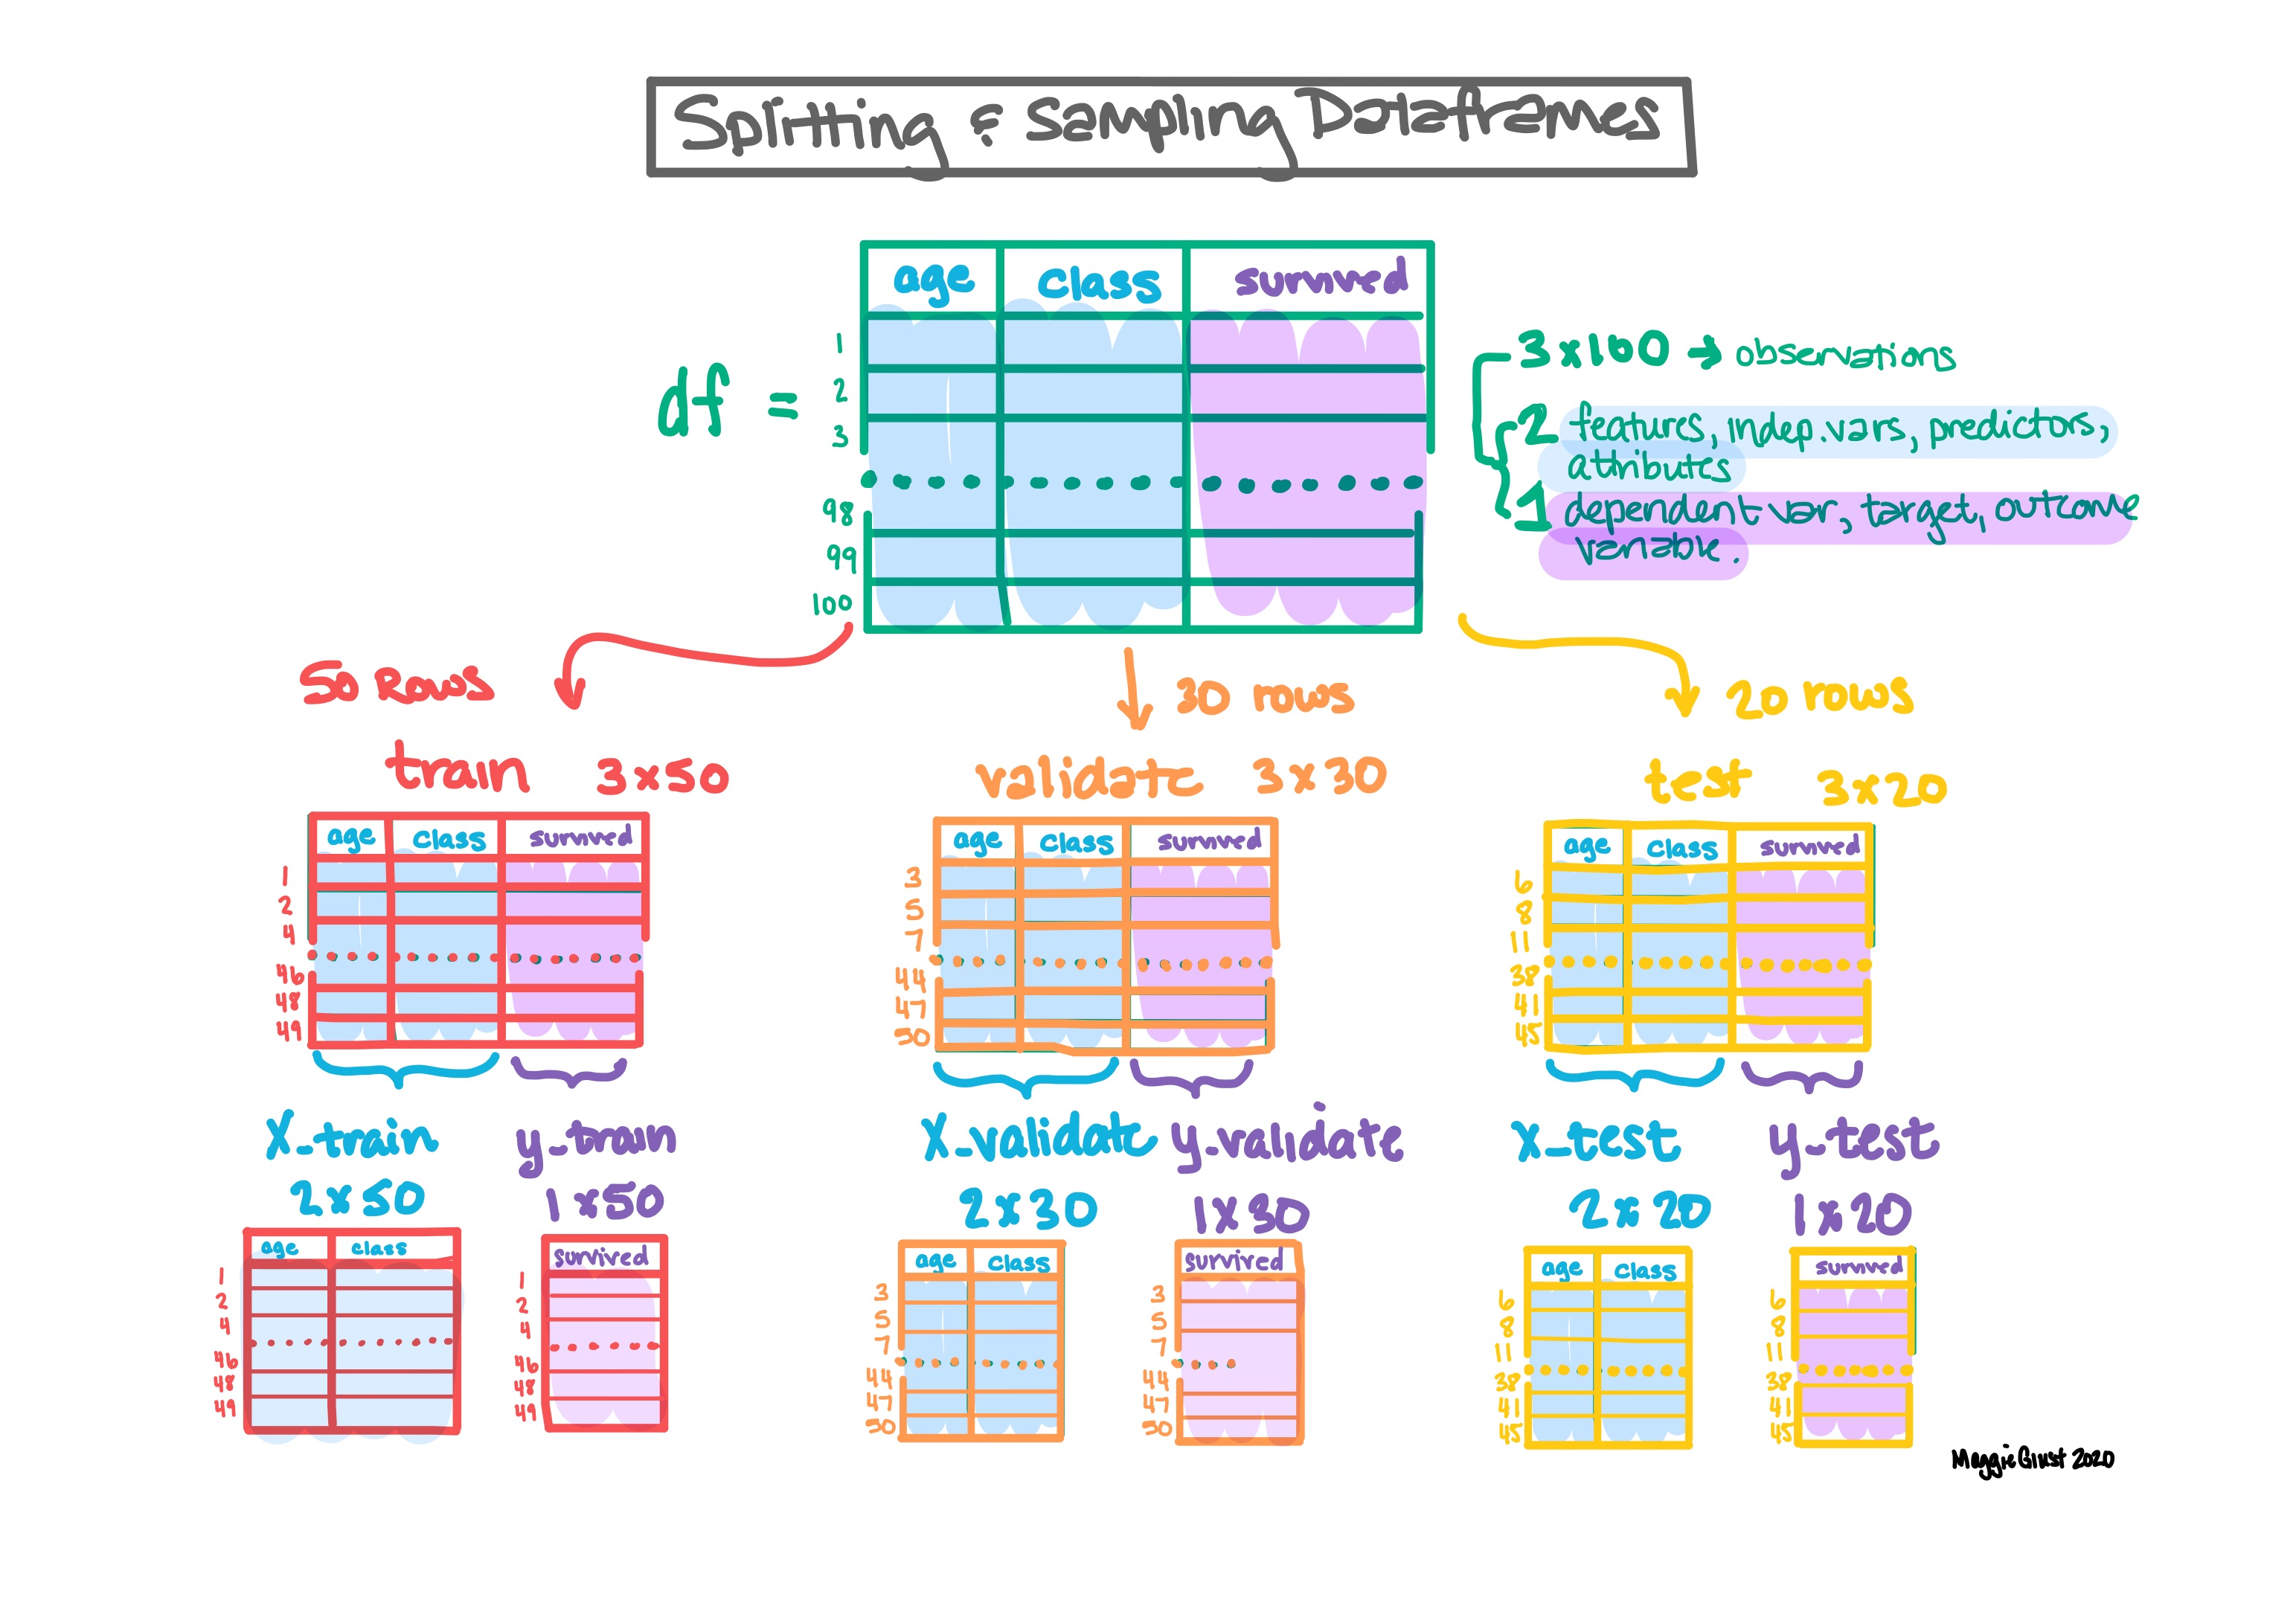 Splitting & Sampling Dataframes
age class survived
df =
1
2
3
98
99
100
3x100 → observations
2 features, indep. vars, predictors,
attributes
1 dependent var, target, outcome
variable.
50 Rows
30 rows
20 rows
train 3x50
age class survived
1
2
4
46
48
49
validate 3x30
age class survived
3
5
7
44
47
50
test 3x20
age class survived
6
8
11
38
41
45
X_train
2x50
age class
1
2
4
46
48
49
y_train
1x50
survived
1
2
4
46
48
49
X_validate
2x30
age class
3
5
7
44
47
50
y_validate
1x30
survived
3
5
7
44
47
50
X_test
2x20
age class
6
8
11
38
41
45
y_test
1x20
survived
6
8
11
38
41
45
Maggie Giust 2020